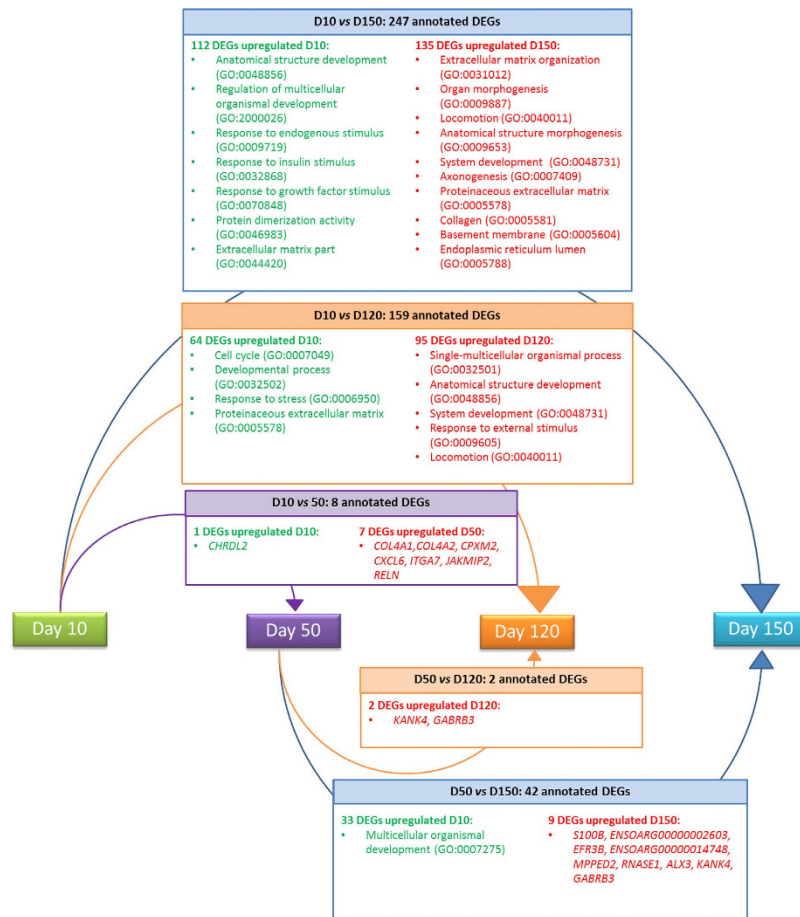 D10 vs D150: 247 annotated DEGs
112 DEGs upregulated D10:
• Anatomical structure development
(GO:0048856)
• Regulation of multicellular
organismal development
(GO:2000026)
• Response to endogenous stimulus
(GO:0009719)
• Response to insulin stimulus
(GO:0032868)
• Response to growth factor stimulus
(GO:0070848)
• Protein dimerization activity
(GO:0046983)
• Extracellular matrix part
(GO:0044420)
135 DEGs upregulated D150:
• Extracellular matrix organization
(GO:0031012)
• Organ morphogenesis
(GO:0009887)
• Locomotion (GO:0040011)
• Anatomical structure morphogenesis
(GO:0009653)
• System development (GO:0048731)
• Axonogenesis (GO:0007409)
• Proteinaceous extracellular matrix
(GO:0005578)
• Collagen (GO:0005581)
• Basement membrane (GO:0005604)
• Endoplasmic reticulum lumen
(GO:0005788)
D10 vs D120: 159 annotated DEGs
64 DEGs upregulated D10:
• Cell cycle (GO:0007049)
• Developmental process
(GO:0032502)
• Response to stress (GO:0006950)
• Proteinaceous extracellular matrix
(GO:0005578)
95 DEGs upregulated D120:
• Single-multicellular organismal process
(GO:0032501)
• Anatomical structure development
(GO:0048856)
• System development (GO:0048731)
• Response to external stimulus
(GO:0009605)
• Locomotion (GO:0040011)
D10 vs 50: 8 annotated DEGs
1 DEGs upregulated D10:
• CHRDL2
7 DEGs upregulated D50:
• COL4A1,COL4A2, CPXM2,
CXCL6, ITGA7, JAKMIP2,
RELN
Day 10
Day 50
Day 120
Day 150
D50 vs D120: 2 annotated DEGs
2 DEGs upregulated D120:
• KANK4, GABRB3
D50 vs D150: 42 annotated DEGs
33 DEGs upregulated D10:
• Multicellular organismal
development (GO:0007275)
9 DEGs upregulated D150:
• S100B, ENSOARG00000002603,
EFR3B, ENSOARG00000014748,
MPPED2, RNASE1, ALX3, KANK4,
GABRB3